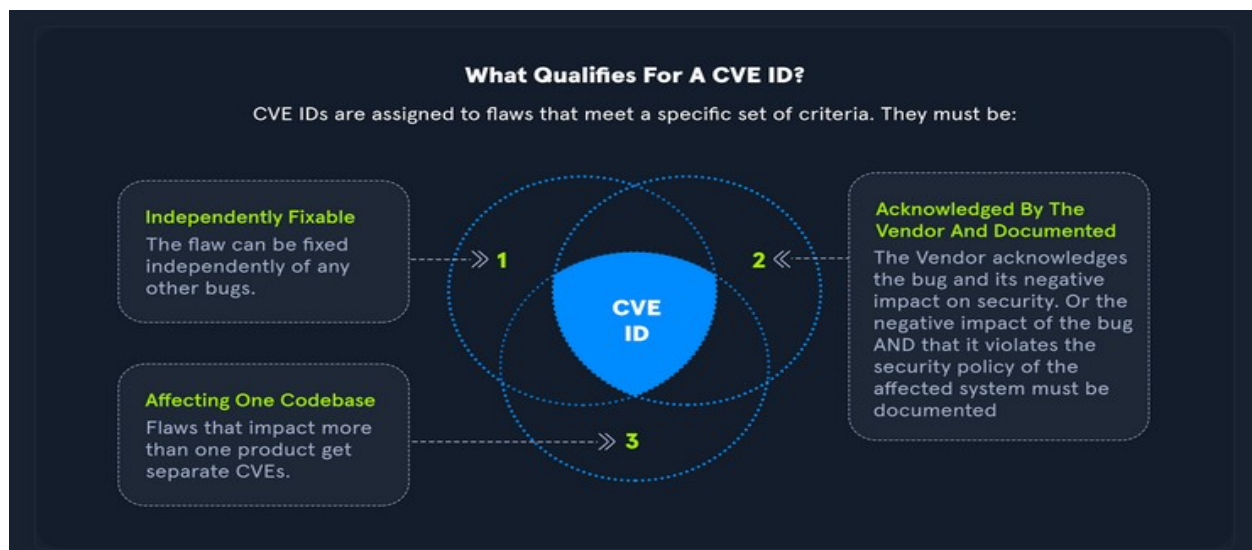 What Qualifies For A CVE ID?
CVE IDs are assigned to flaws that meet a specific set of criteria. They must be:
Independently Fixable
The flaw can be fixed
independently of any
other bugs.
1
2
Acknowledged By The
Vendor And Documented
The Vendor acknowledges
the bug and its negative
impact on security. Or the
negative impact of the bug
AND that it violates the
security policy of the
affected system must be
documented
CVE
ID
Affecting One Codebase
Flaws that impact more
than one product get
separate CVEs.
3